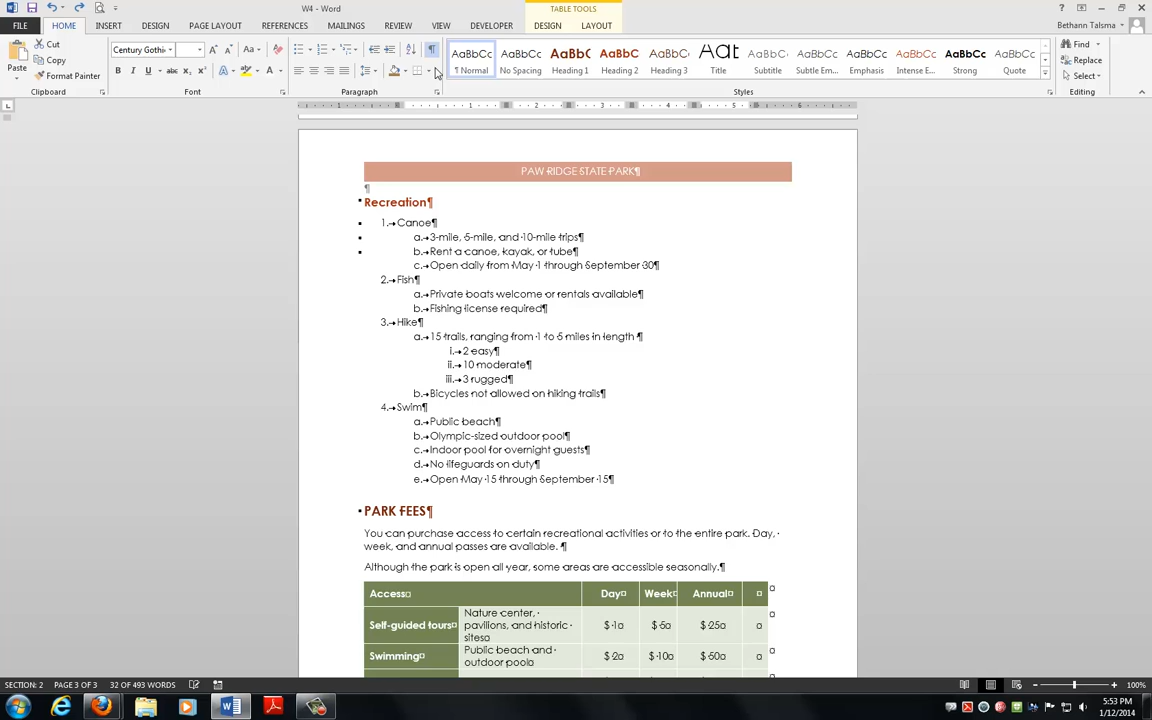 W4 - Word
TABLE TOOLS
FILE HOME INSERT DESIGN PAGE LAYOUT REFERENCES MAILINGS REVIEW VIEW DEVELOPER DESIGN LAYOUT
Bethann Talsma
Paste
Cut
Copy
Format Painter
Clipboard
Century Gothi
Font
Paragraph
AaBbCc AaBbCc AaBbC AaBbCc AaBbCc AaT AaBbCc AaBbCc AaBbCc AaBbCc AaBbCc AaBbCc
¶ Normal No Spacing Heading 1 Heading 2 Heading 3 Title Subtitle Subtle Em... Emphasis Intense E... Strong Quote
Styles
Find
Replace
Select
Editing
PAW RIDGE STATE PARK¶
¶
Recreation¶
1. Canoe¶
a. 3-mile, 5-mile, and 10-mile trips¶
b. Rent a canoe, kayak, or tube¶
c. Open daily from May 1 through September 30¶
2. Fish¶
a. Private boats welcome or rentals available¶
b. Fishing license required¶
3. Hike¶
a. 15 trails, ranging from 1 to 5 miles in length ¶
i. 2 easy¶
ii. 10 moderate¶
iii. 3 rugged¶
b. Bicycles not allowed on hiking trails¶
4. Swim¶
a. Public beach¶
b. Olympic-sized outdoor pool¶
c. Indoor pool for overnight guests¶
d. No lifeguards on duty¶
e. Open May 15 through September 15¶
PARK FEES¶
You can purchase access to certain recreational activities or to the entire park. Day,
week, and annual passes are available. ¶
Although the park is open all year, some areas are accessible seasonally.¶
Access Day Week Annual
Self-guided tours Nature center, $ 1 $ 5 $ 25
pavilions, and historic
sites
Swimming Public beach and $ 2 $ 10 $ 50
outdoor pool
SECTION: 2 PAGE 3 OF 3 32 OF 493 WORDS
100%
5:53 PM
1/12/2014